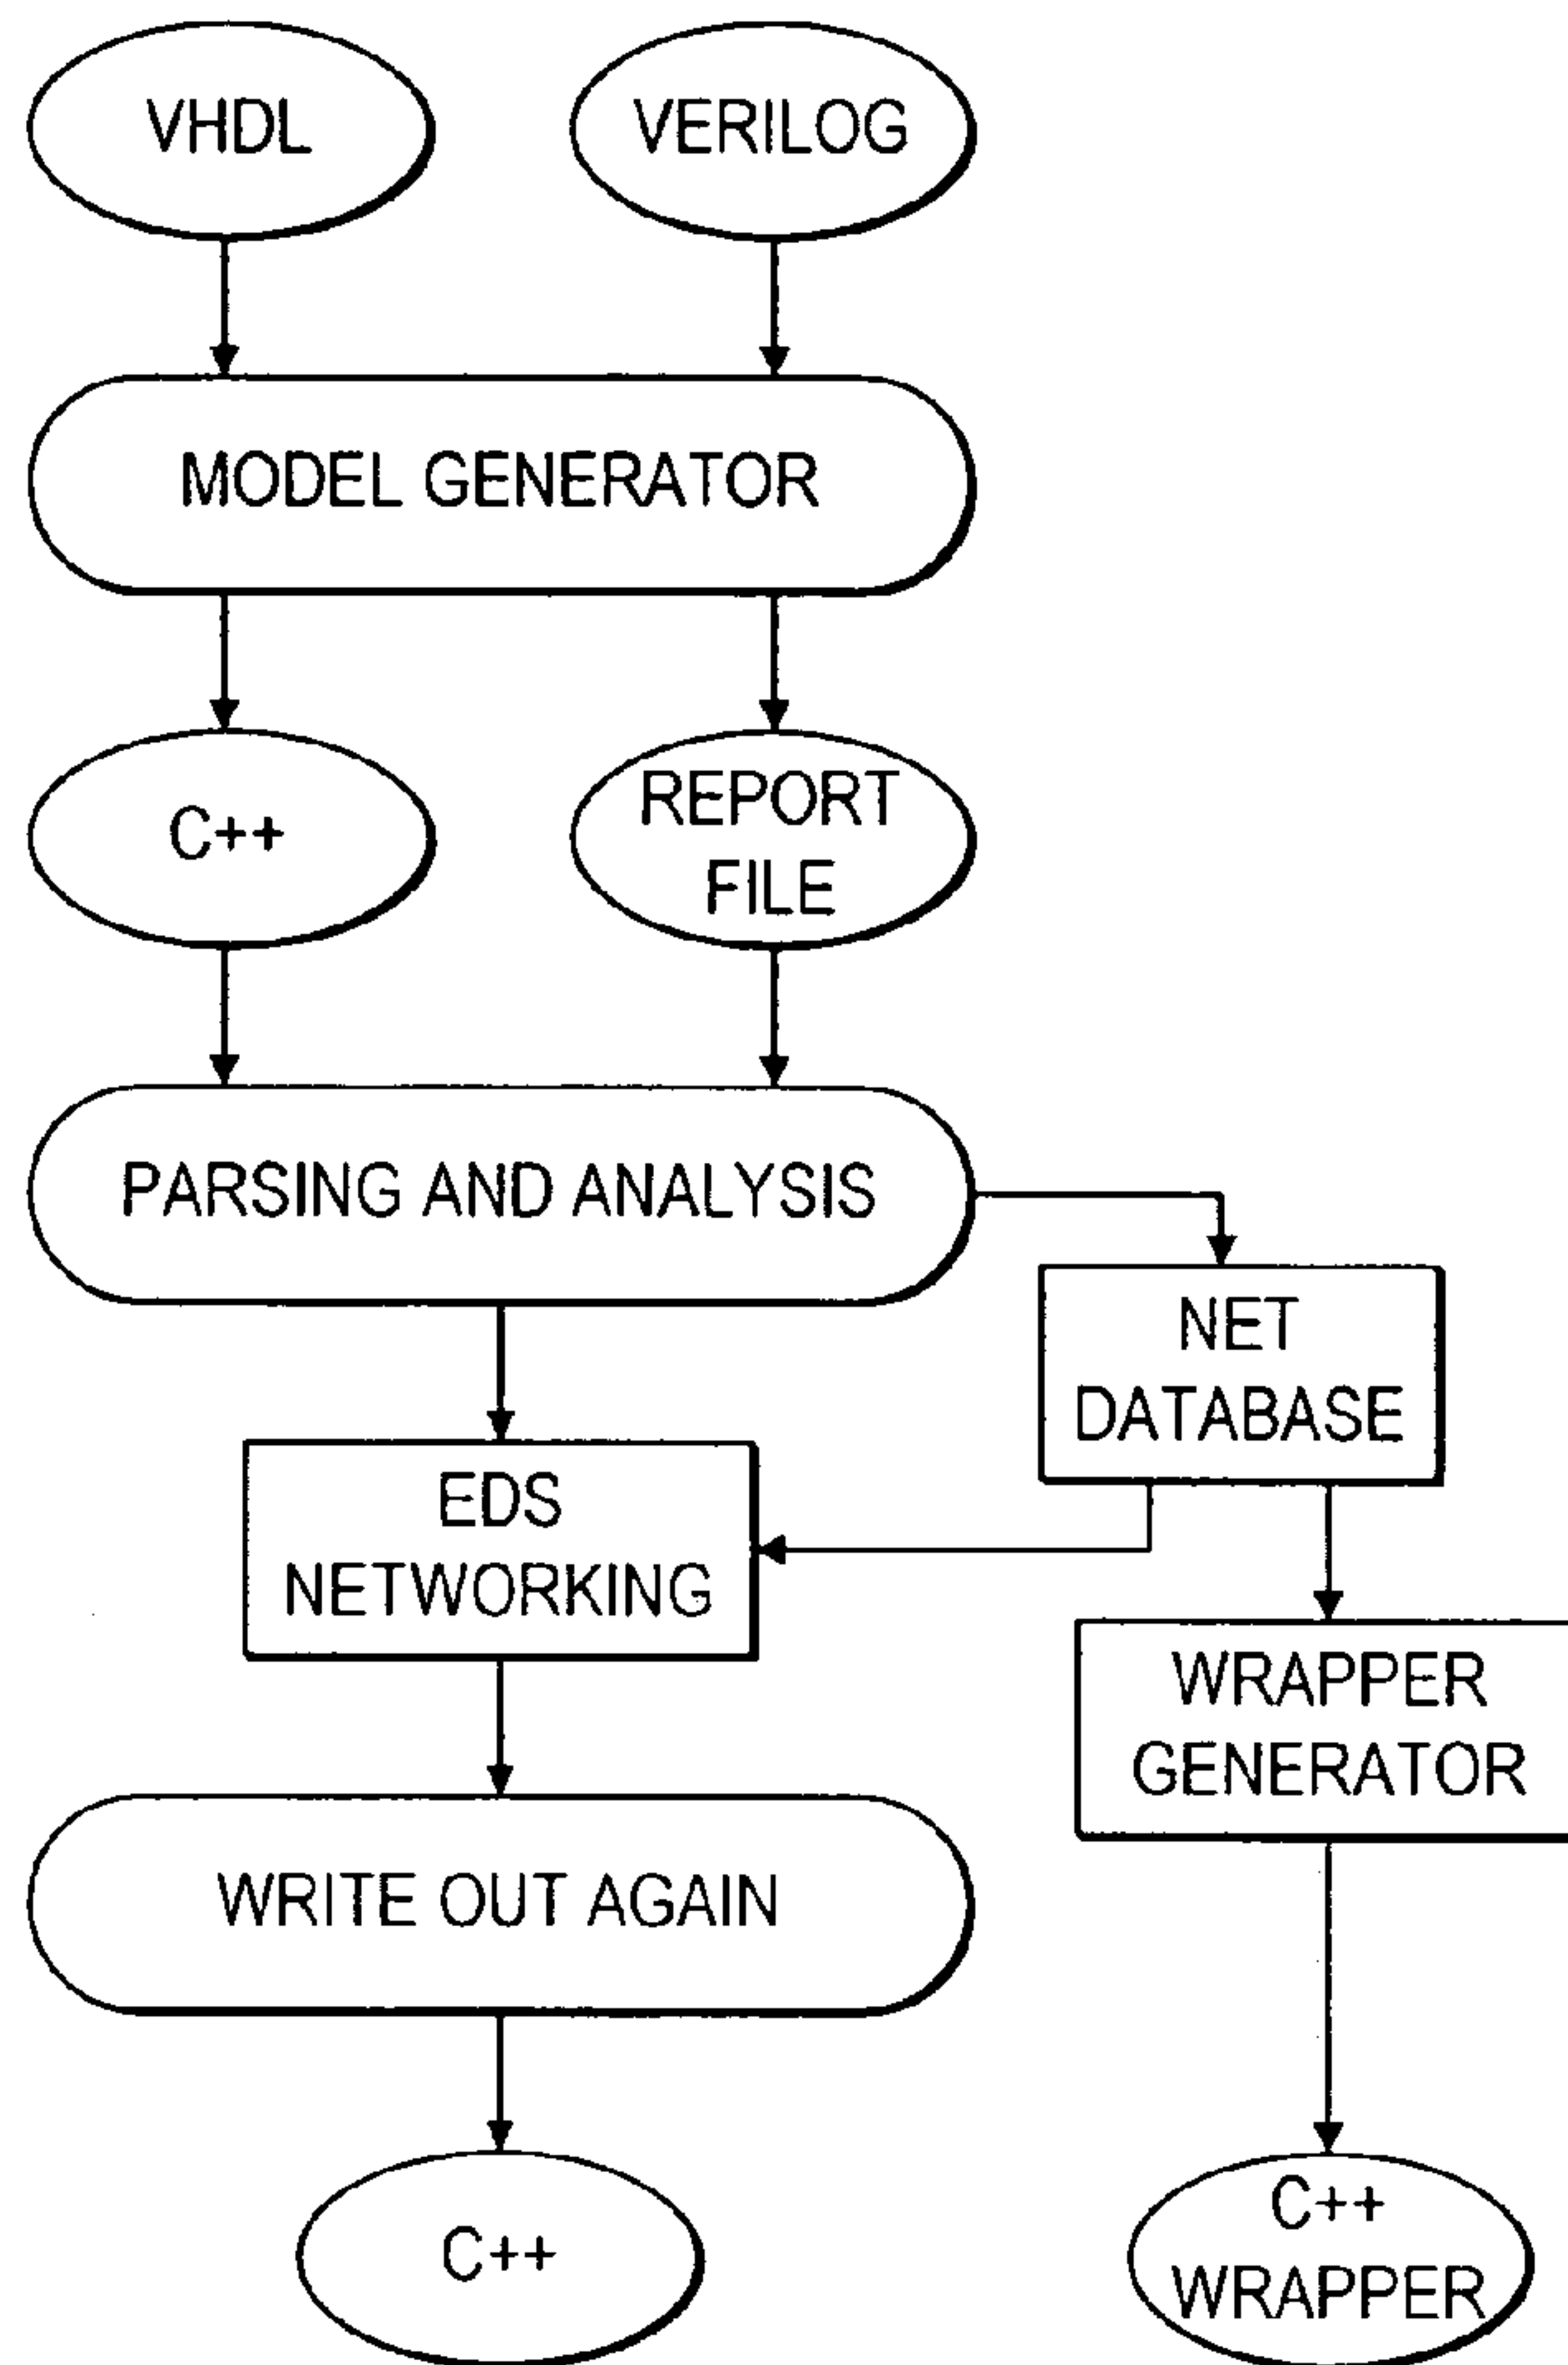 VHDL
VERILOG
MODEL GENERATOR
C++
REPORT
FILE
PARSING AND ANALYSIS
NET
DATABASE
EDS
NETWORKING
WRAPPER
GENERATOR
WRITE OUT AGAIN
C++
C++
WRAPPER